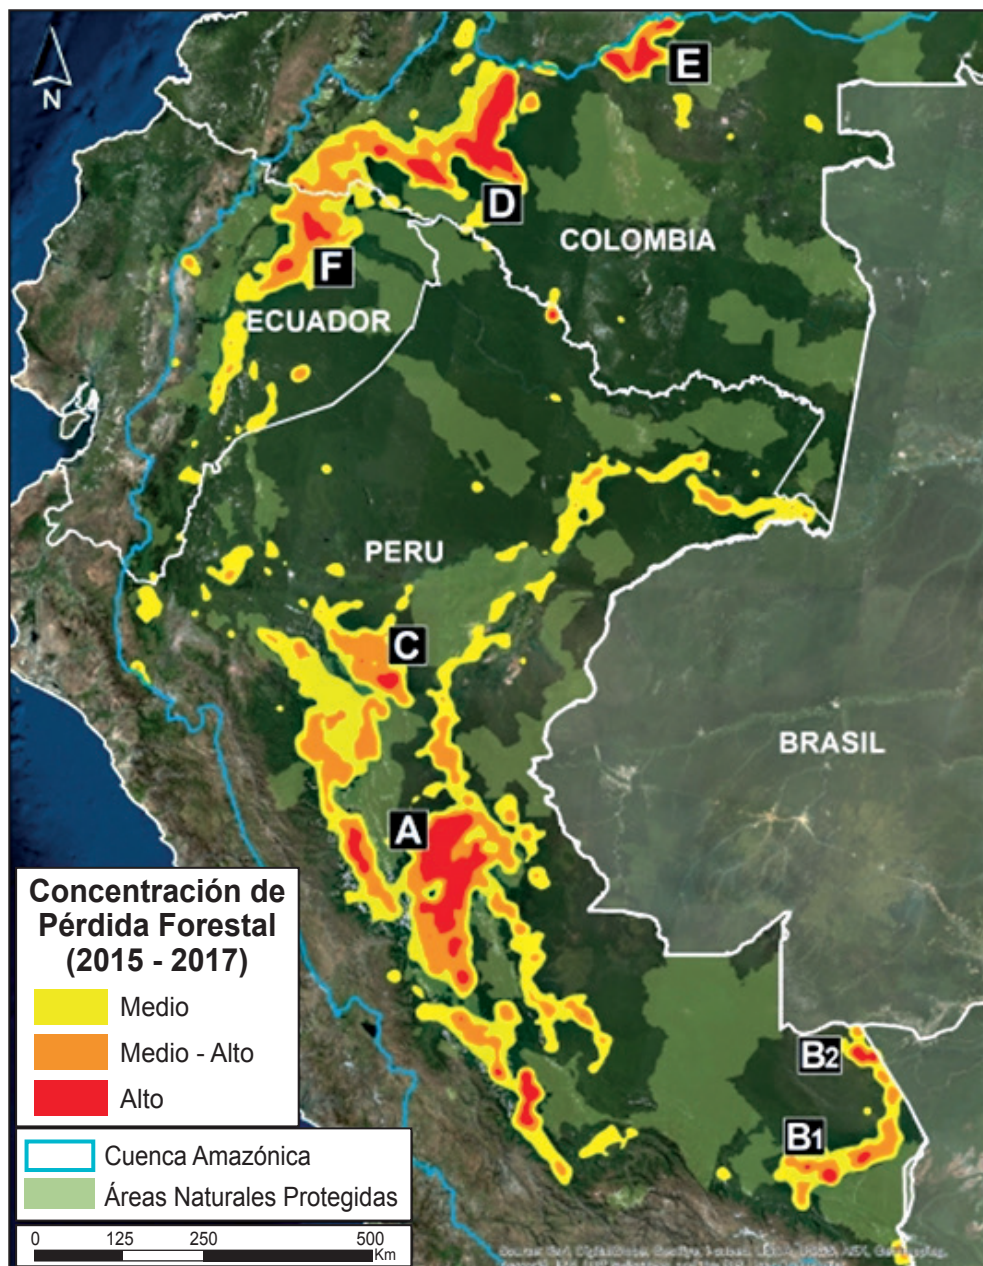 N
E
D
COLOMBIA
F
ECUADOR
PERU
C
BRASIL
A
B2
B1
Concentración de
Pérdida Forestal
(2015 - 2017)
Medio
Medio - Alto
Alto
Cuenca Amazónica
Áreas Naturales Protegidas
0 125 250 500
Km